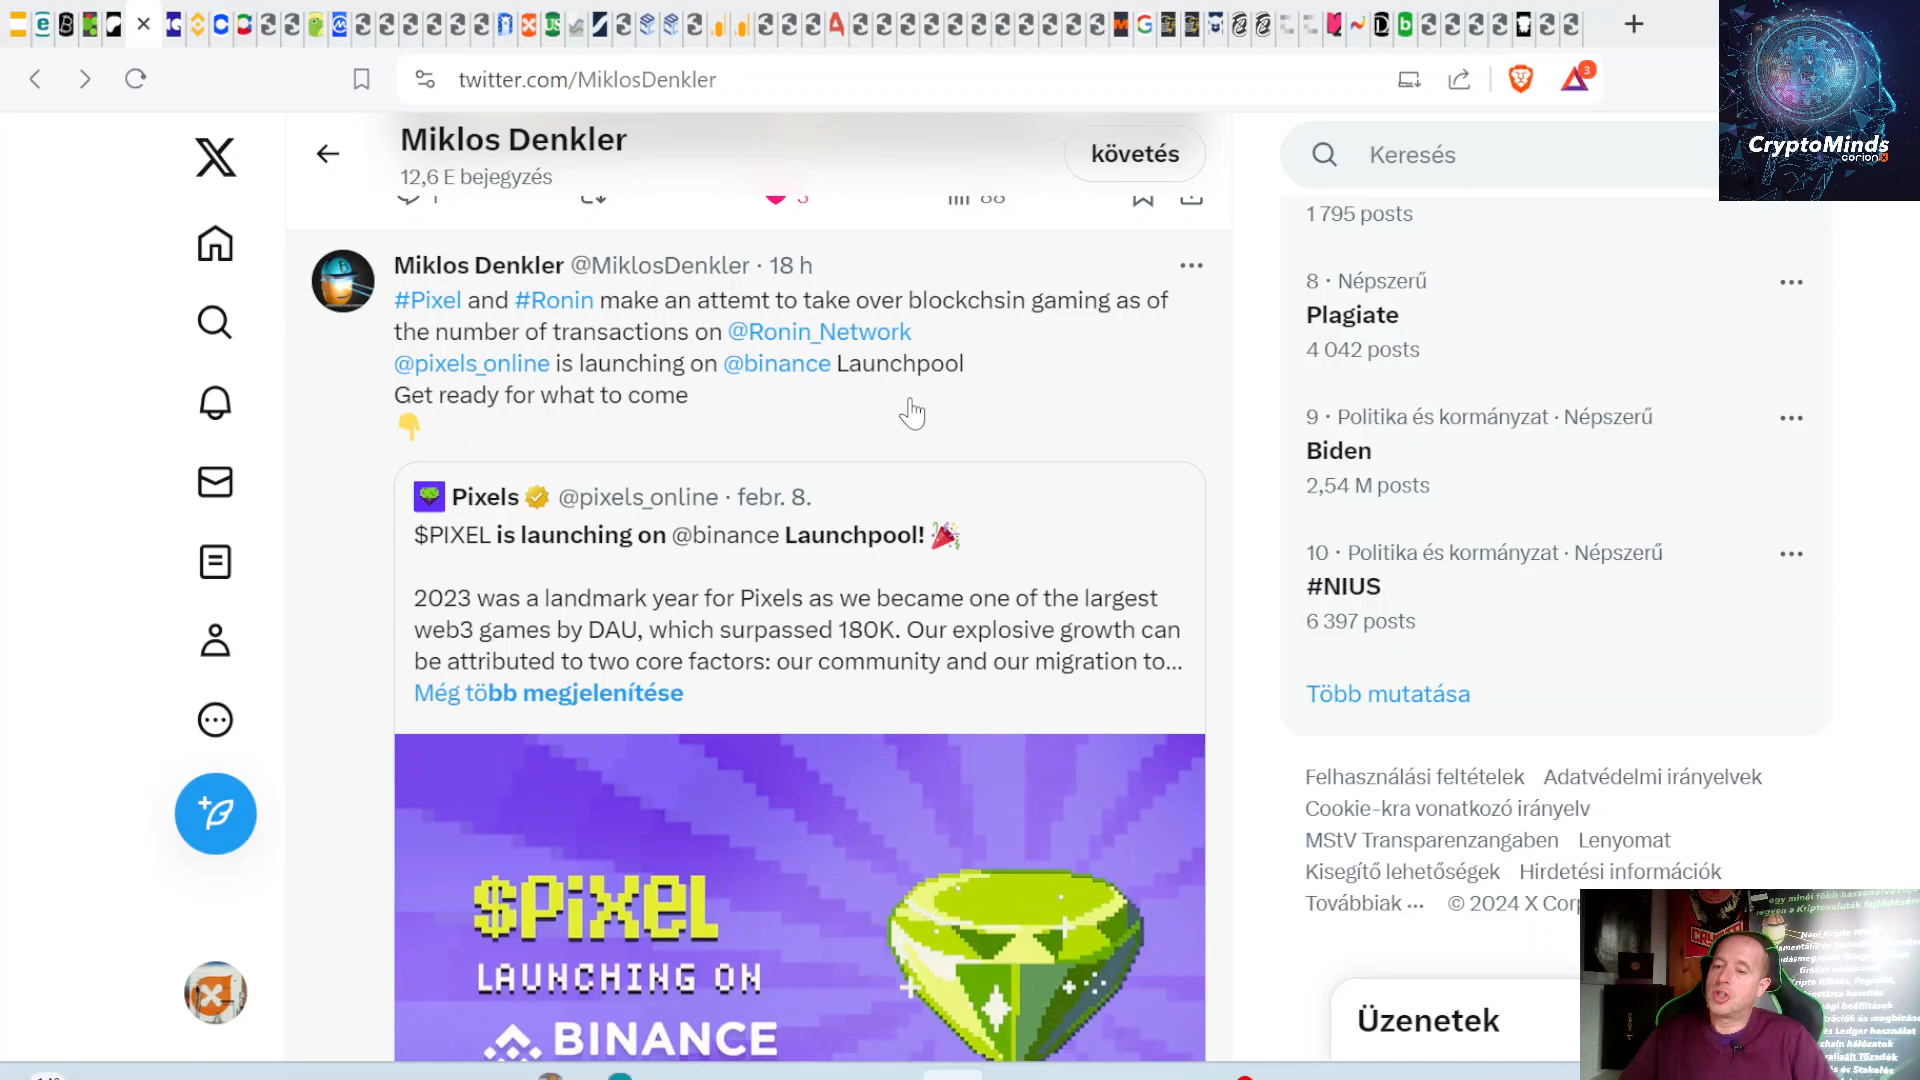 twitter.com/MiklosDenkler
3
CryptoMinds
corion
Miklos Denkler
12,6 E bejegyzés
követés
Keresés
1 795 posts
8 · Népszerű
Plagiate
4 042 posts
9 · Politika és kormányzat · Népszerű
Biden
2,54 M posts
10 · Politika és kormányzat · Népszerű
#NIUS
6 397 posts
Több mutatása
Felhasználási feltételek Adatvédelmi irányelvek
Cookie-kra vonatkozó irányelv
MStV Transparenzangaben Lenyomat
Kisegítő lehetőségek Hirdetési információk
Továbbiak ··· © 2024 X Corp
Üzenetek
Miklos Denkler @MiklosDenkler · 18 h
#Pixel and #Ronin make an attemt to take over blockchsin gaming as of
the number of transactions on @Ronin_Network
@pixels_online is launching on @binance Launchpool
Get ready for what to come
Pixels @pixels_online · febr. 8.
$PIXEL is launching on @binance Launchpool!
2023 was a landmark year for Pixels as we became one of the largest
web3 games by DAU, which surpassed 180K. Our explosive growth can
be attributed to two core factors: our community and our migration to...
Még több megjelenítése
$PIXEL
LAUNCHING ON
BINANCE